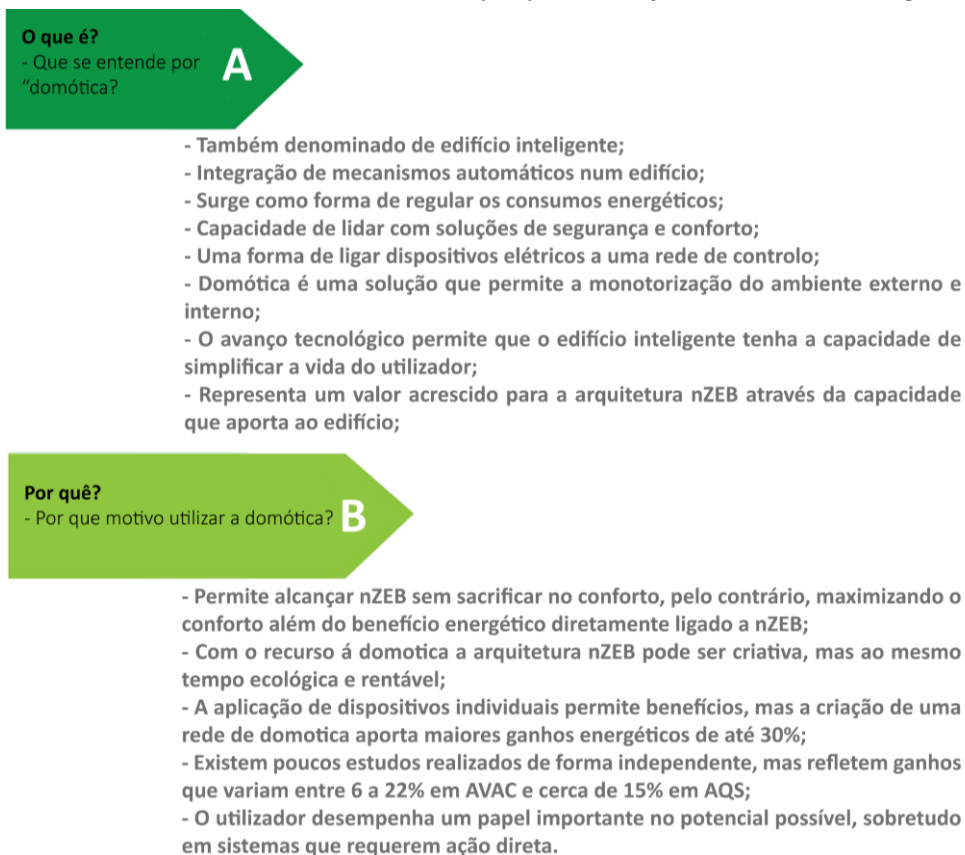 O que é?
- Que se entende por
“domótica?
A
- Também denominado de edifício inteligente;
- Integração de mecanismos automáticos num edifício;
- Surge como forma de regular os consumos energéticos;
- Capacidade de lidar com soluções de segurança e conforto;
- Uma forma de ligar dispositivos elétricos a uma rede de controlo;
- Domótica é uma solução que permite a monotorização do ambiente externo e
interno;
- O avanço tecnológico permite que o edifício inteligente tenha a capacidade de
simplificar a vida do utilizador;
- Representa um valor acrescido para a arquitetura nZEB através da capacidade
que aporta ao edifício;
Por quê?
- Por que motivo utilizar a domótica?
B
- Permite alcançar nZEB sem sacrificar no conforto, pelo contrário, maximizando o
conforto além do benefício energético diretamente ligado a nZEB;
- Com o recurso á domotica a arquitetura nZEB pode ser criativa, mas ao mesmo
tempo ecológica e rentável;
- A aplicação de dispositivos individuais permite benefícios, mas a criação de uma
rede de domotica aporta maiores ganhos energéticos de até 30%;
- Existem poucos estudos realizados de forma independente, mas refletem ganhos
que variam entre 6 a 22% em AVAC e cerca de 15% em AQS;
- O utilizador desempenha um papel importante no potencial possível, sobretudo
em sistemas que requerem ação direta.